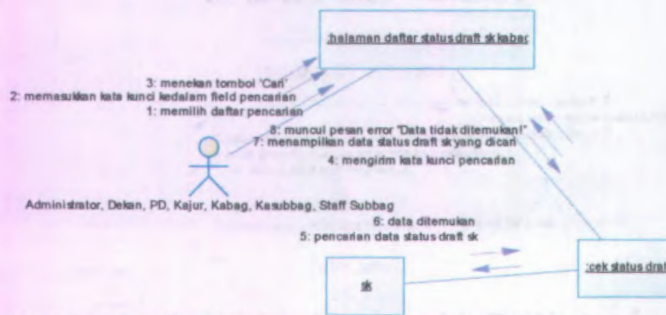 :halaman daftar status draft sk kabag
3: menekan tombol 'Cari'
2: memasukkan kata kunci kedalam field pencarian
1: memilih daftar pencarian
8: muncul pesan error "Data tidak ditemukan!"
7: menampilkan data status draft sk yang dicari
4: mengirim kata kunci pencarian
Administrator, Dekan, PD, Kajur, Kabag, Kasubbag, Staff Subbag
6: data ditemukan
5: pencarian data status draft sk
:cek status draf
sk